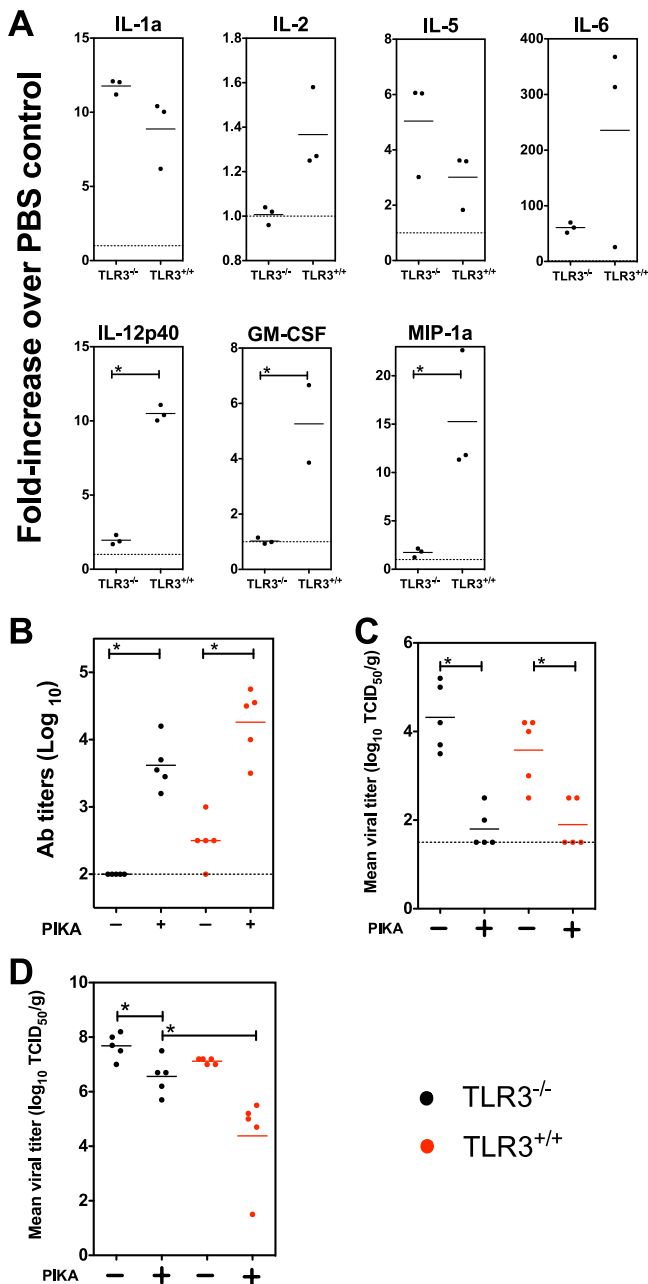 A
IL-1a IL-2 IL-5 IL-6
Fold-increase over PBS control
15 1.8 8 400
10 1.6 6 300
5 1.4 4 200
0 1.2 2 100
1.0 0 0
0.8
TLR3-/- TLR3+/+ TLR3-/- TLR3+/+ TLR3-/- TLR3+/+ TLR3-/- TLR3+/+
IL-12p40 GM-CSF MIP-1a
* * *
15 8 20
10 6 15
5 4 10
0 2 5
0 0
TLR3-/- TLR3+/+ TLR3-/- TLR3+/+ TLR3-/- TLR3+/+
B
Ab titers (Log 10)
5
4
3
2
* *
PIKA − + − +
C
Mean viral titer (log10 TCID50/g)
6
4
2
0
* *
PIKA − + − +
D
Mean viral titer (log10 TCID50/g)
10
8
6
4
2
0
* *
PIKA − + − +
TLR3-/-
TLR3+/+